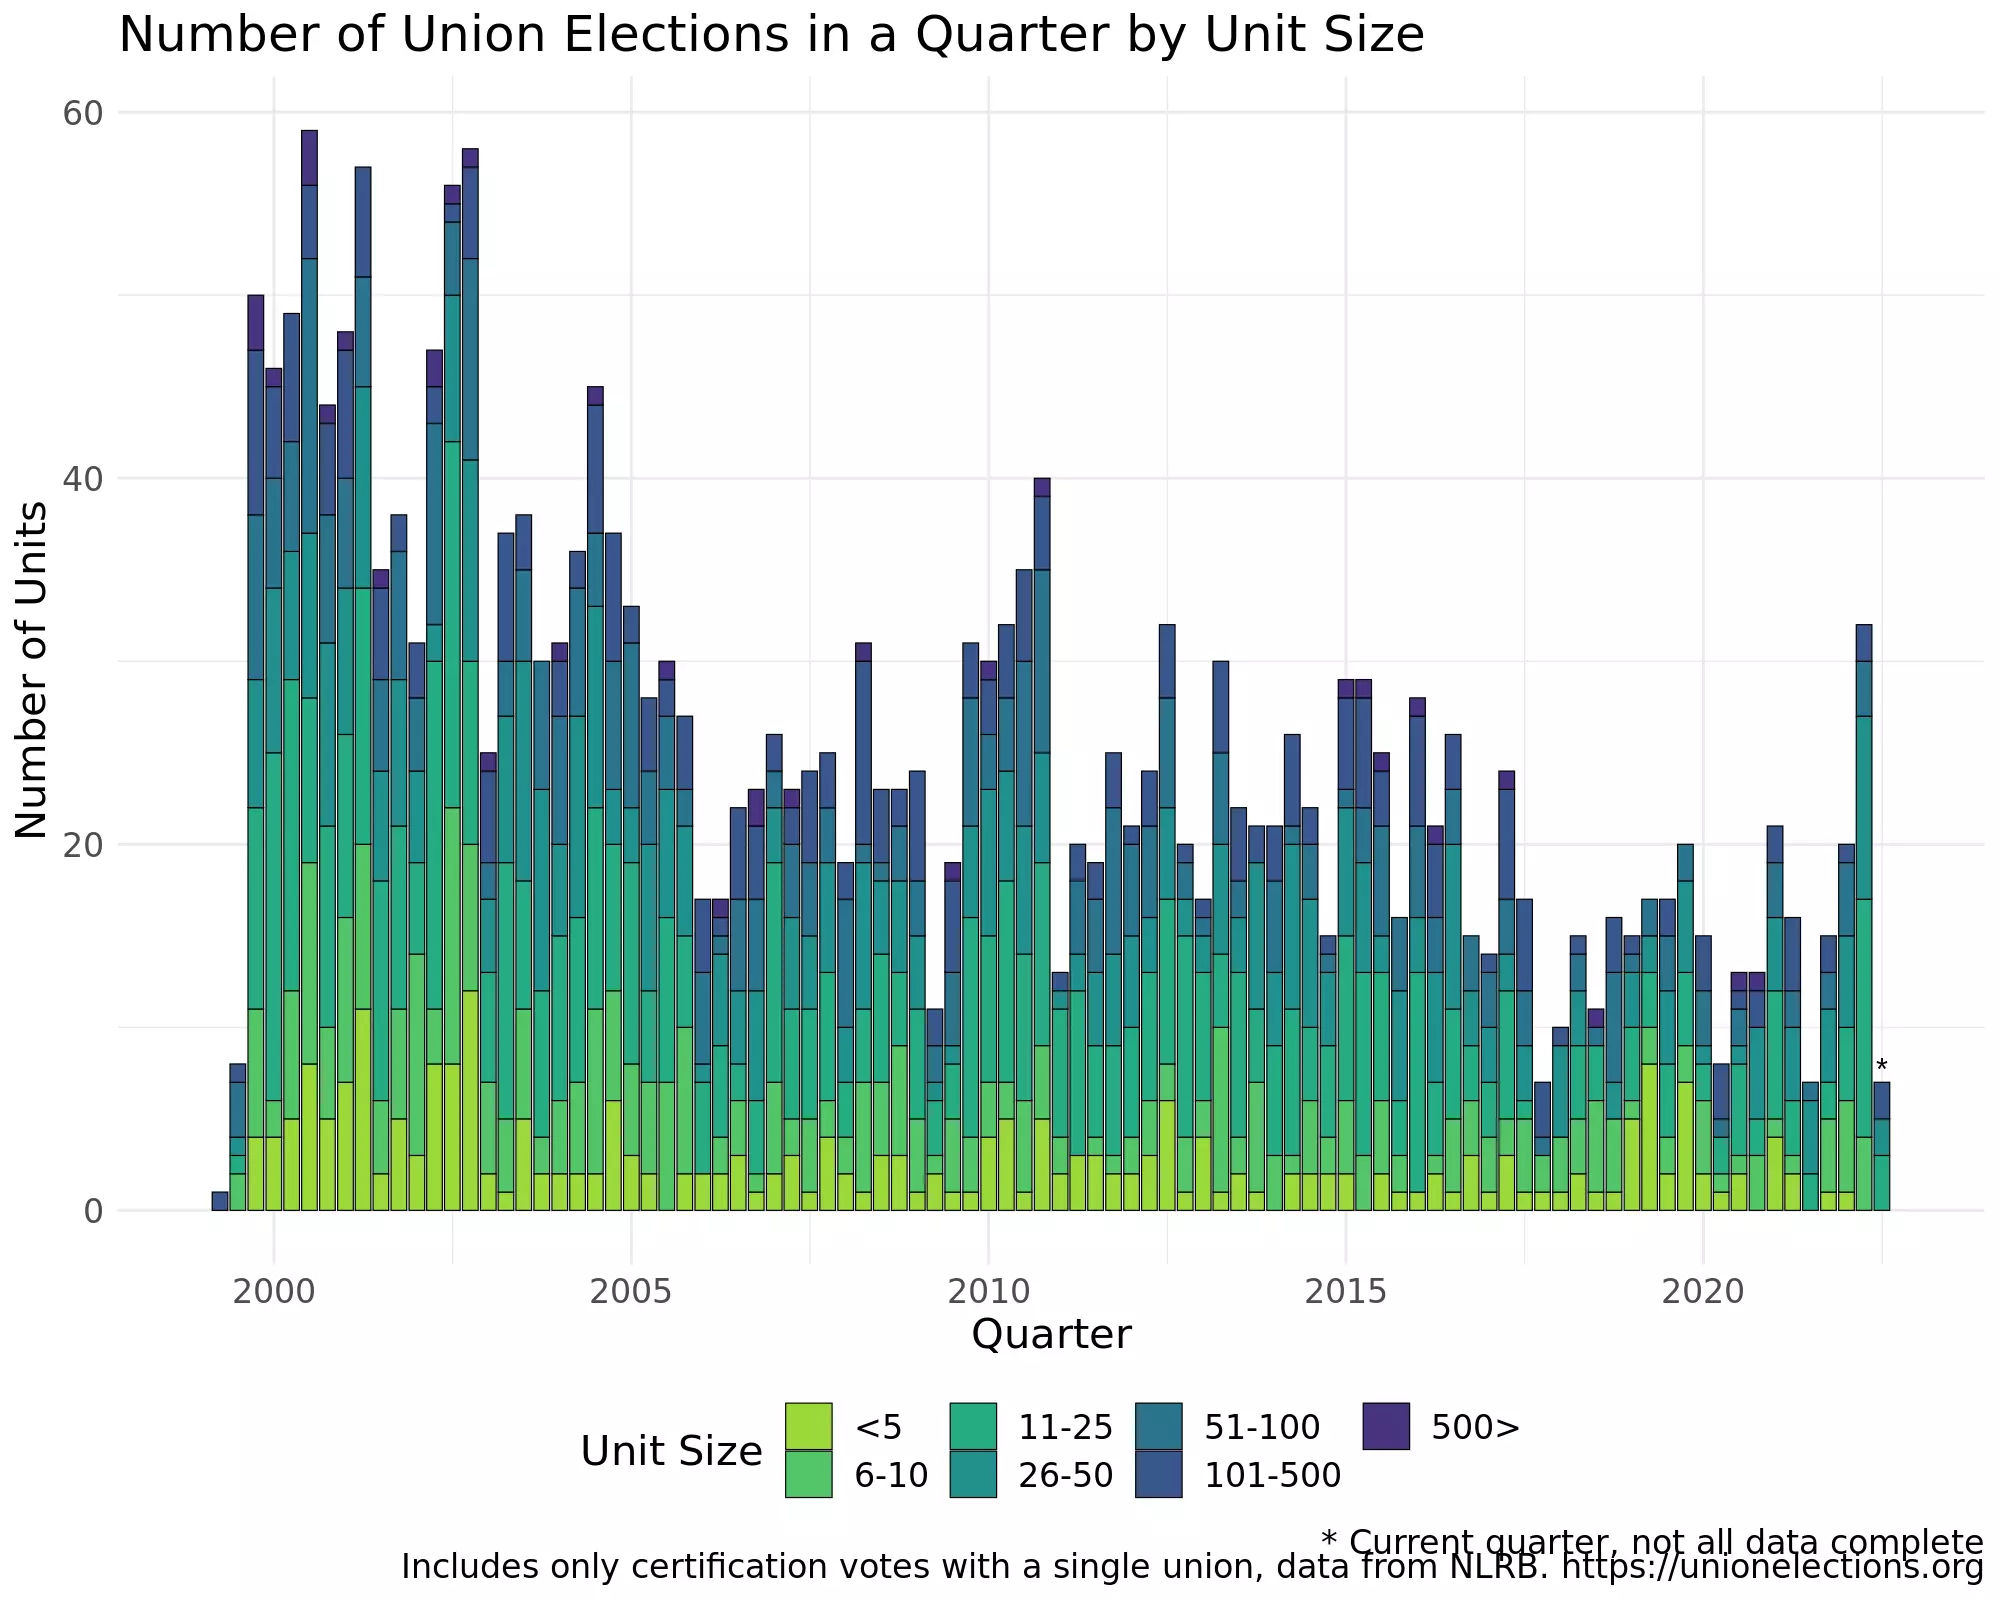 Number of Union Elections in a Quarter by Unit Size
Number of Units
60
40
20
0
*
2000 2005 2010 2015 2020
Quarter
Unit Size
<5 11-25 51-100 500>
6-10 26-50 101-500
* Current quarter, not all data complete
Includes only certification votes with a single union, data from NLRB. https://unionelections.org